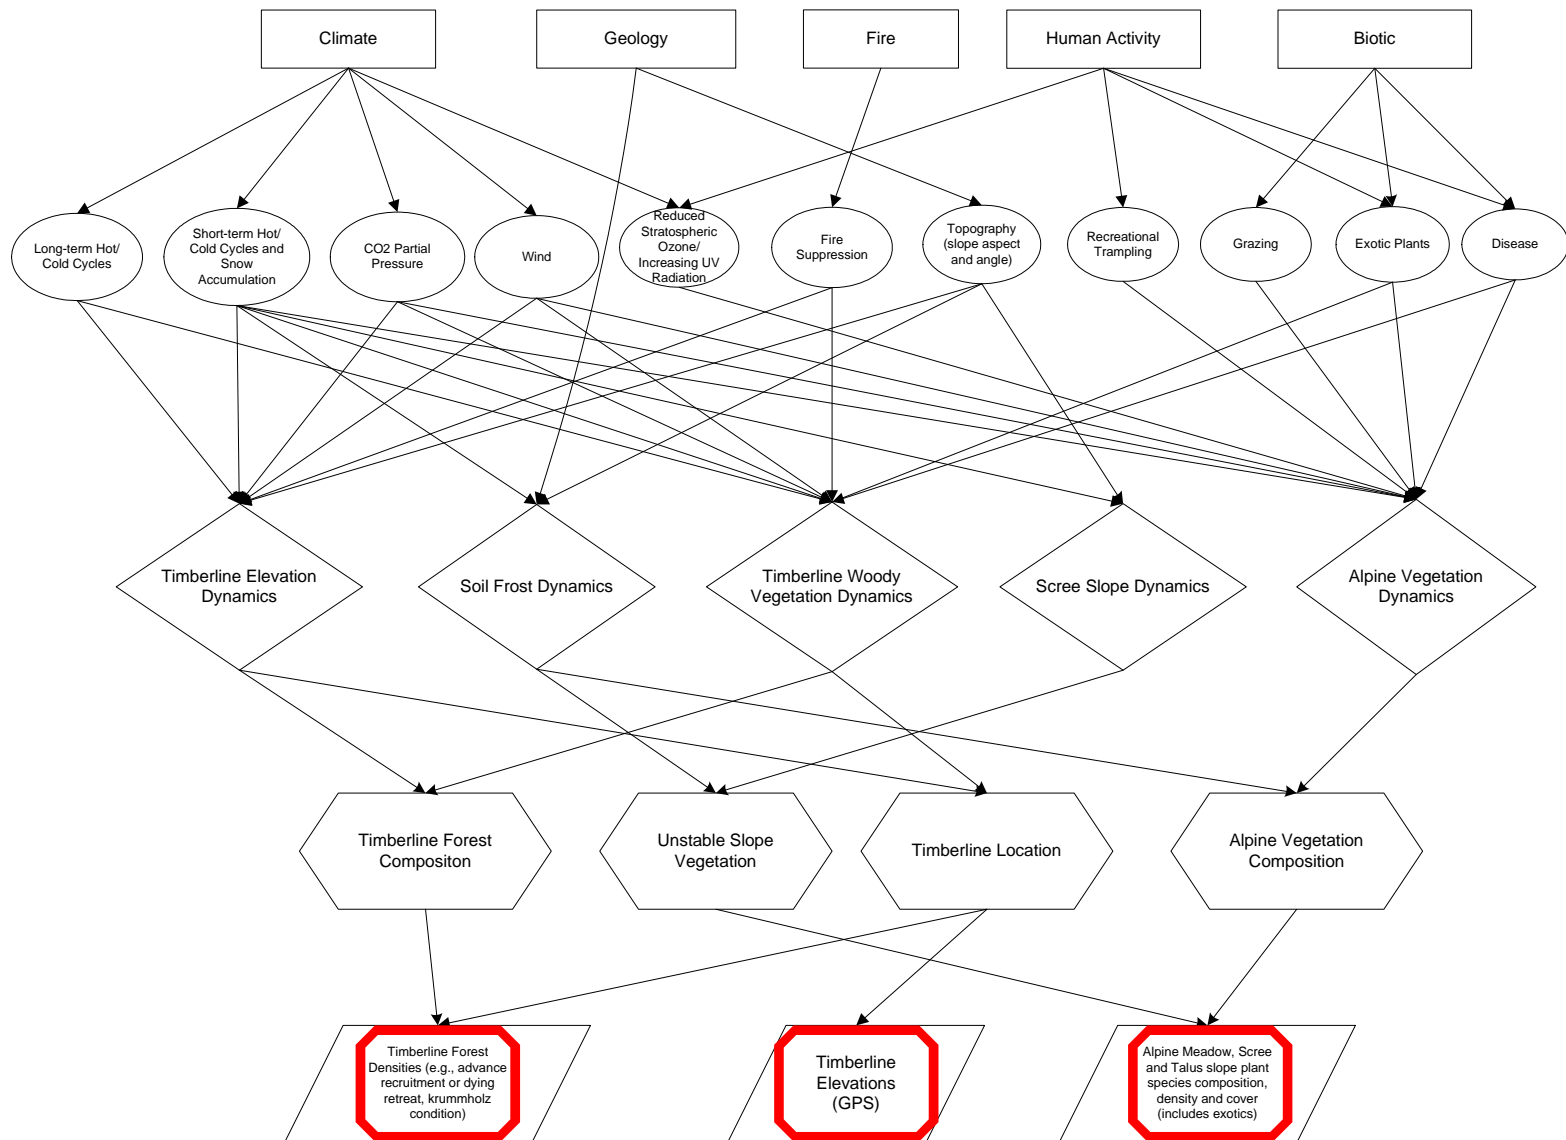 Climate
Geology
Fire
Human Activity
Biotic
Long-term Hot/
Cold Cycles
Short-term Hot/
Cold Cycles and
Snow
Accumulation
CO2 Partial
Pressure
Wind
Reduced
Stratospheric
Ozone/
Increasing UV
Radiation
Fire
Suppression
Topography
(slope aspect
and angle)
Recreational
Trampling
Grazing
Exotic Plants
Disease
Timberline Elevation
Dynamics
Soil Frost Dynamics
Timberline Woody
Vegetation Dynamics
Scree Slope Dynamics
Alpine Vegetation
Dynamics
Timberline Forest
Compositon
Unstable Slope
Vegetation
Timberline Location
Alpine Vegetation
Composition
Timberline Forest
Densities (e.g., advance
recruitment or dying
retreat, krummholz
condition)
Timberline
Elevations
(GPS)
Alpine Meadow, Scree
and Talus slope plant
species composition,
density and cover
(includes exotics)